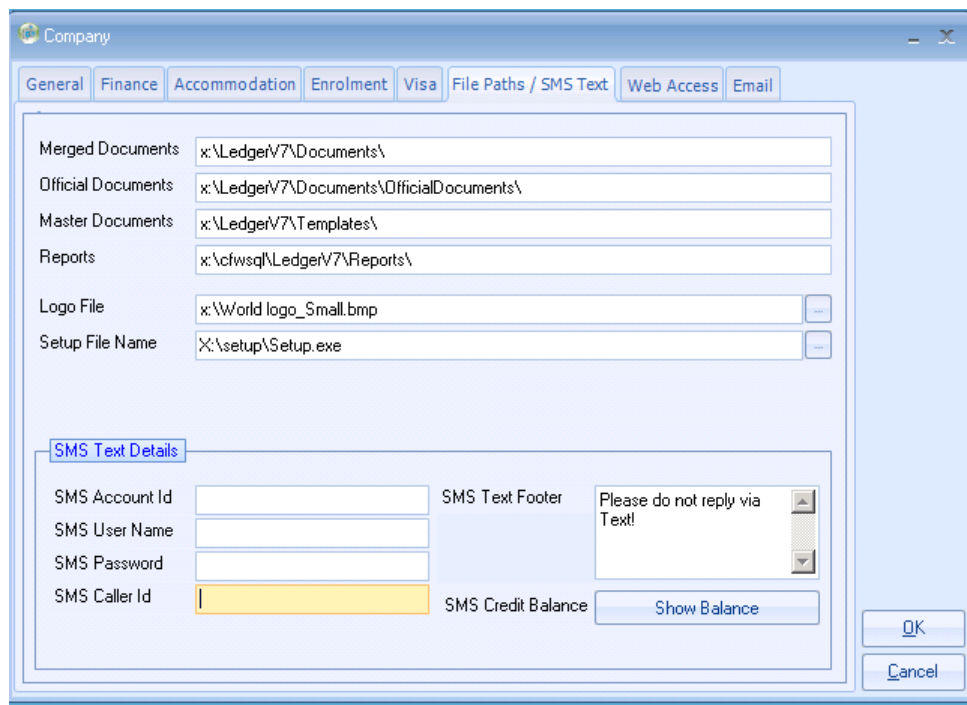 Company
General Finance Accommodation Enrolment Visa File Paths / SMS Text Web Access Email
Merged Documents x:\LedgerV7\Documents\
Official Documents x:\LedgerV7\Documents\OfficialDocuments\
Master Documents x:\LedgerV7\Templates\
Reports x:\cfwsql\LedgerV7\Reports\
Logo File x:\World logo_Small.bmp ...
Setup File Name X:\setup\Setup.exe ...
SMS Text Details
SMS Account Id
SMS User Name
SMS Password
SMS Caller Id
SMS Text Footer Please do not reply via
Text!
SMS Credit Balance Show Balance
OK
Cancel